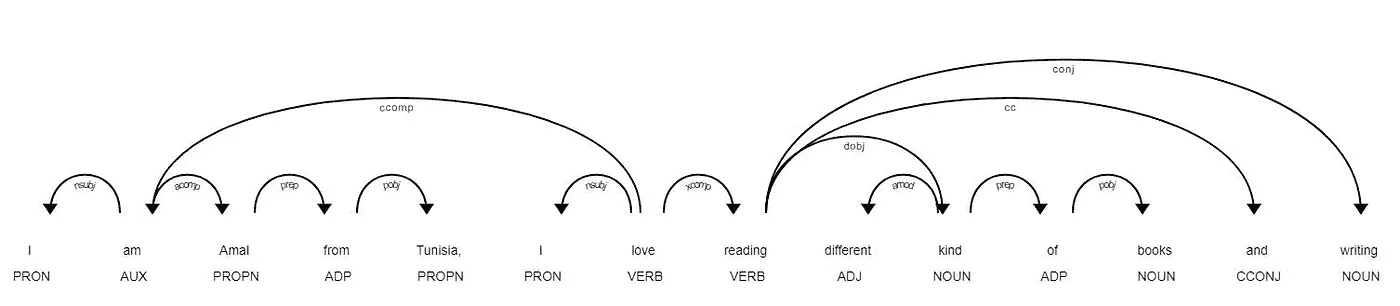 conj
ccomp
cc
dobj
nsubj acomp prep pobj nsubj xcomp amod prep pobj
I am Amal from Tunisia, I love reading different kind of books and writing
PRON AUX PROPN ADP PROPN PRON VERB VERB ADJ NOUN ADP NOUN CCONJ NOUN